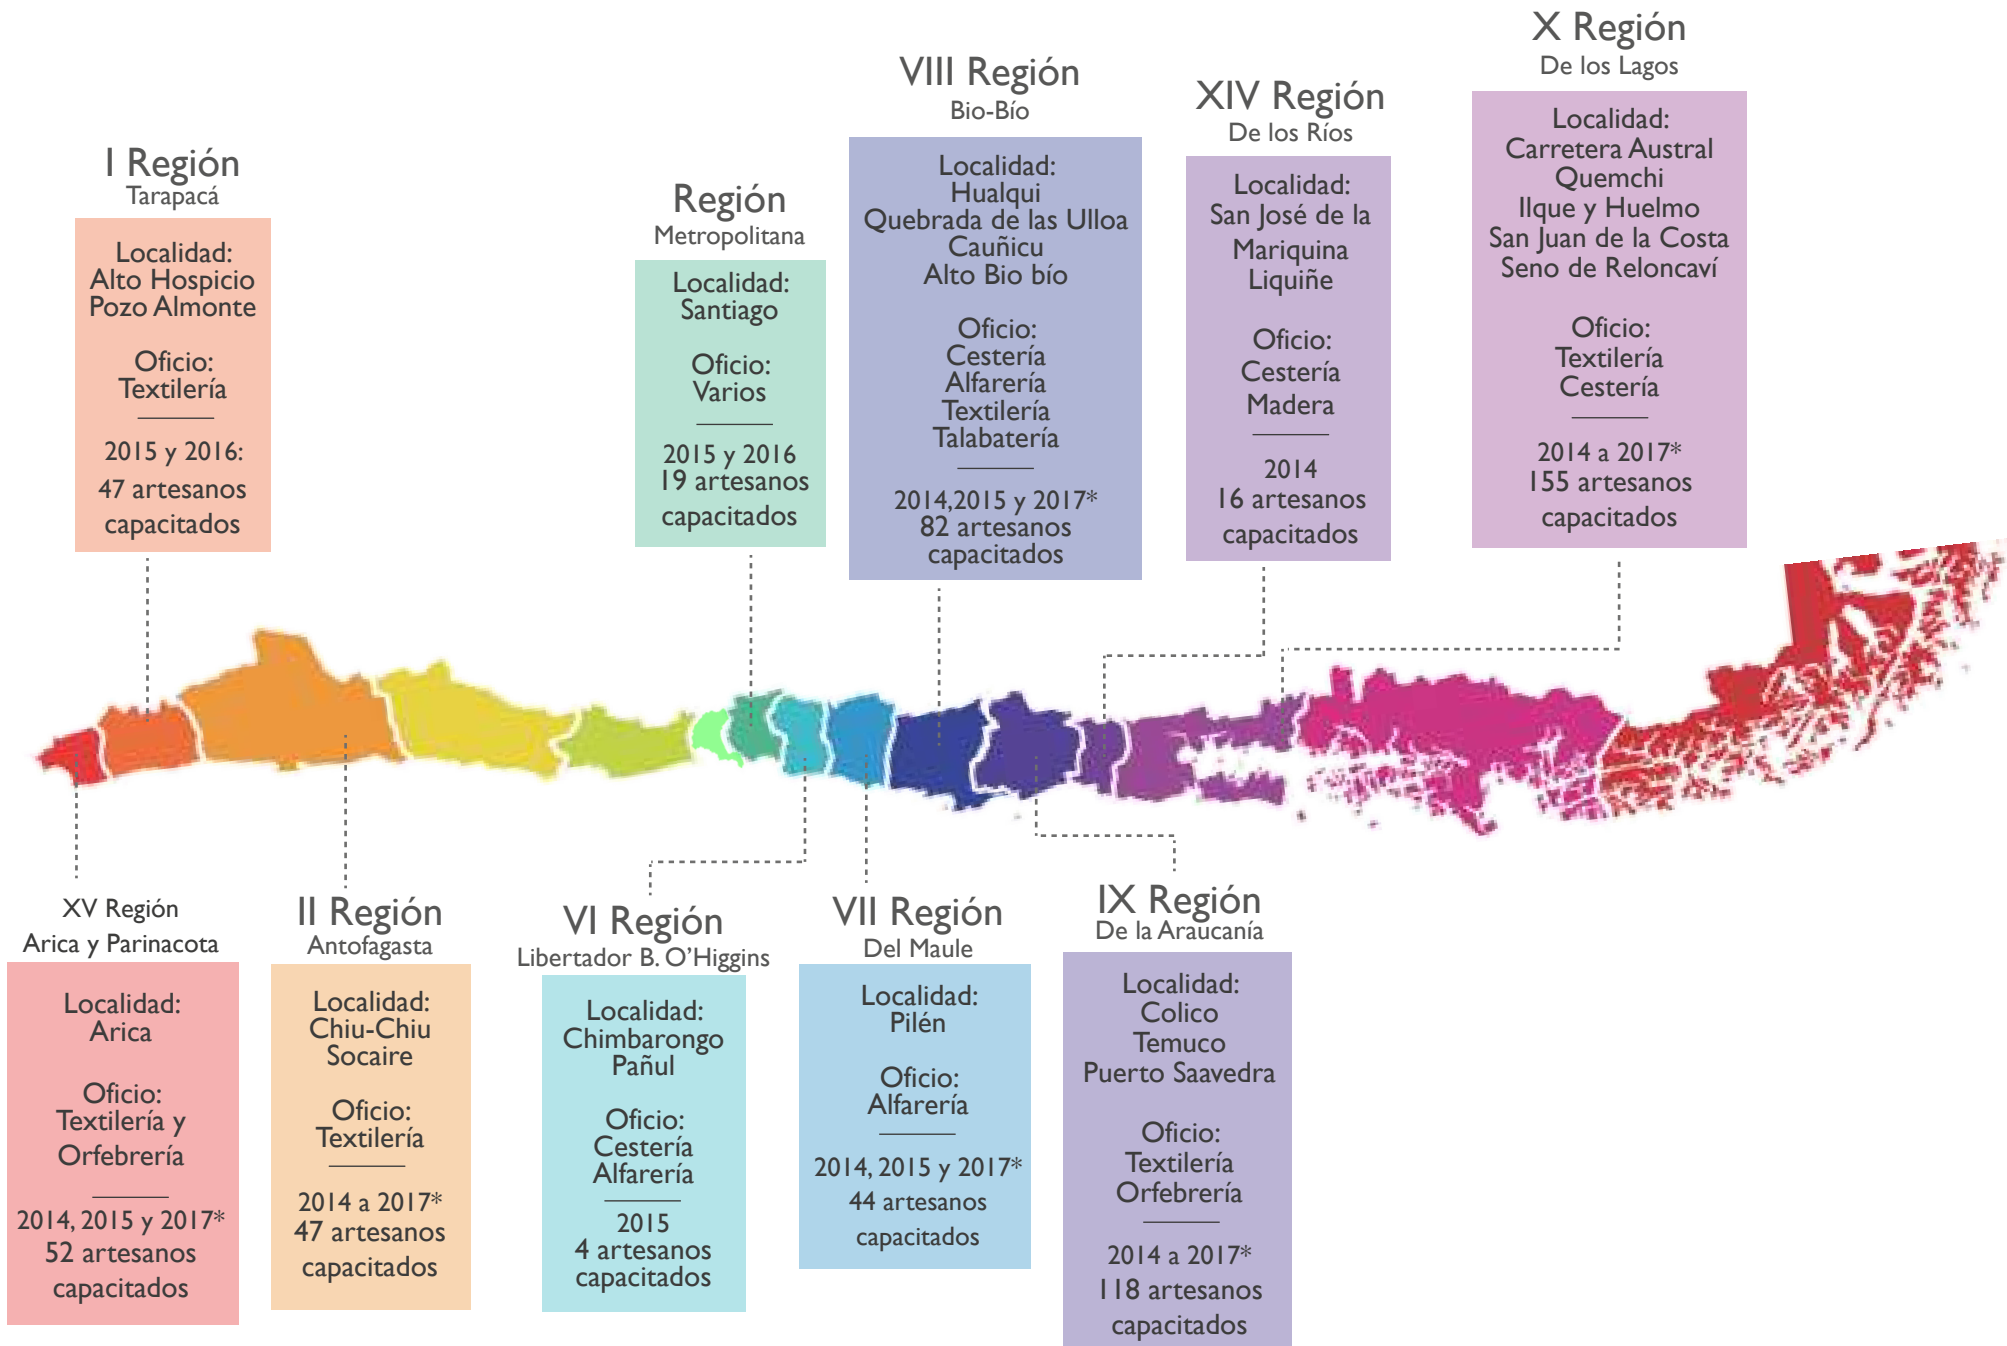 I Región
Tarapacá
Localidad:
Alto Hospicio
Pozo Almonte
Oficio:
Textilería
2015 y 2016:
47 artesanos
capacitados
Región
Metropolitana
Localidad:
Santiago
Oficio:
Varios
2015 y 2016
19 artesanos
capacitados
VIII Región
Bio-Bío
Localidad:
Hualqui
Quebrada de las Ulloa
Cauñicu
Alto Bio bío
Oficio:
Cestería
Alfarería
Textilería
Talabatería
2014,2015 y 2017*
82 artesanos
capacitados
XIV Región
De los Ríos
Localidad:
San José de la
Mariquina
Liquiñe
Oficio:
Cestería
Madera
2014
16 artesanos
capacitados
X Región
De los Lagos
Localidad:
Carretera Austral
Quemchi
Ilque y Huelmo
San Juan de la Costa
Seno de Reloncaví
Oficio:
Textilería
Cestería
2014 a 2017*
155 artesanos
capacitados
XV Región
Arica y Parinacota
Localidad:
Arica
Oficio:
Textilería y
Orfebrería
2014, 2015 y 2017*
52 artesanos
capacitados
II Región
Antofagasta
Localidad:
Chiu-Chiu
Socaire
Oficio:
Textilería
2014 a 2017*
47 artesanos
capacitados
VI Región
Libertador B. O’Higgins
Localidad:
Chimbarongo
Pañul
Oficio:
Cestería
Alfarería
2015
4 artesanos
capacitados
VII Región
Del Maule
Localidad:
Pilén
Oficio:
Alfarería
2014, 2015 y 2017*
44 artesanos
capacitados
IX Región
De la Araucanía
Localidad:
Colico
Temuco
Puerto Saavedra
Oficio:
Textilería
Orfebrería
2014 a 2017*
118 artesanos
capacitados